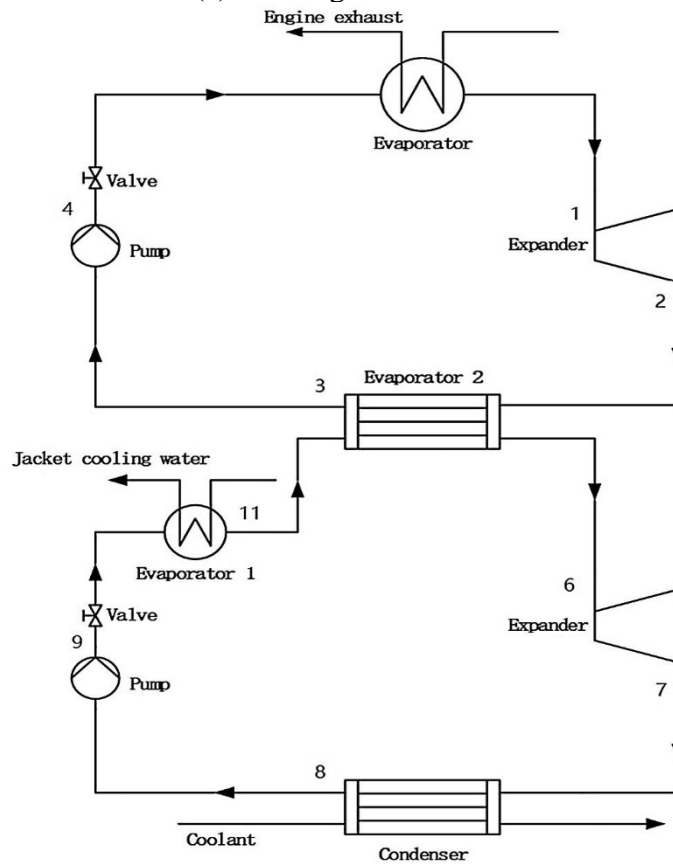 Engine exhaust
Evaporator
Valve
4
Pump
1
Expander
2
3
Evaporator 2
Jacket cooling water
11
Evaporator 1
6
Valve
Expander
9
Pump
7
8
Coolant
Condenser